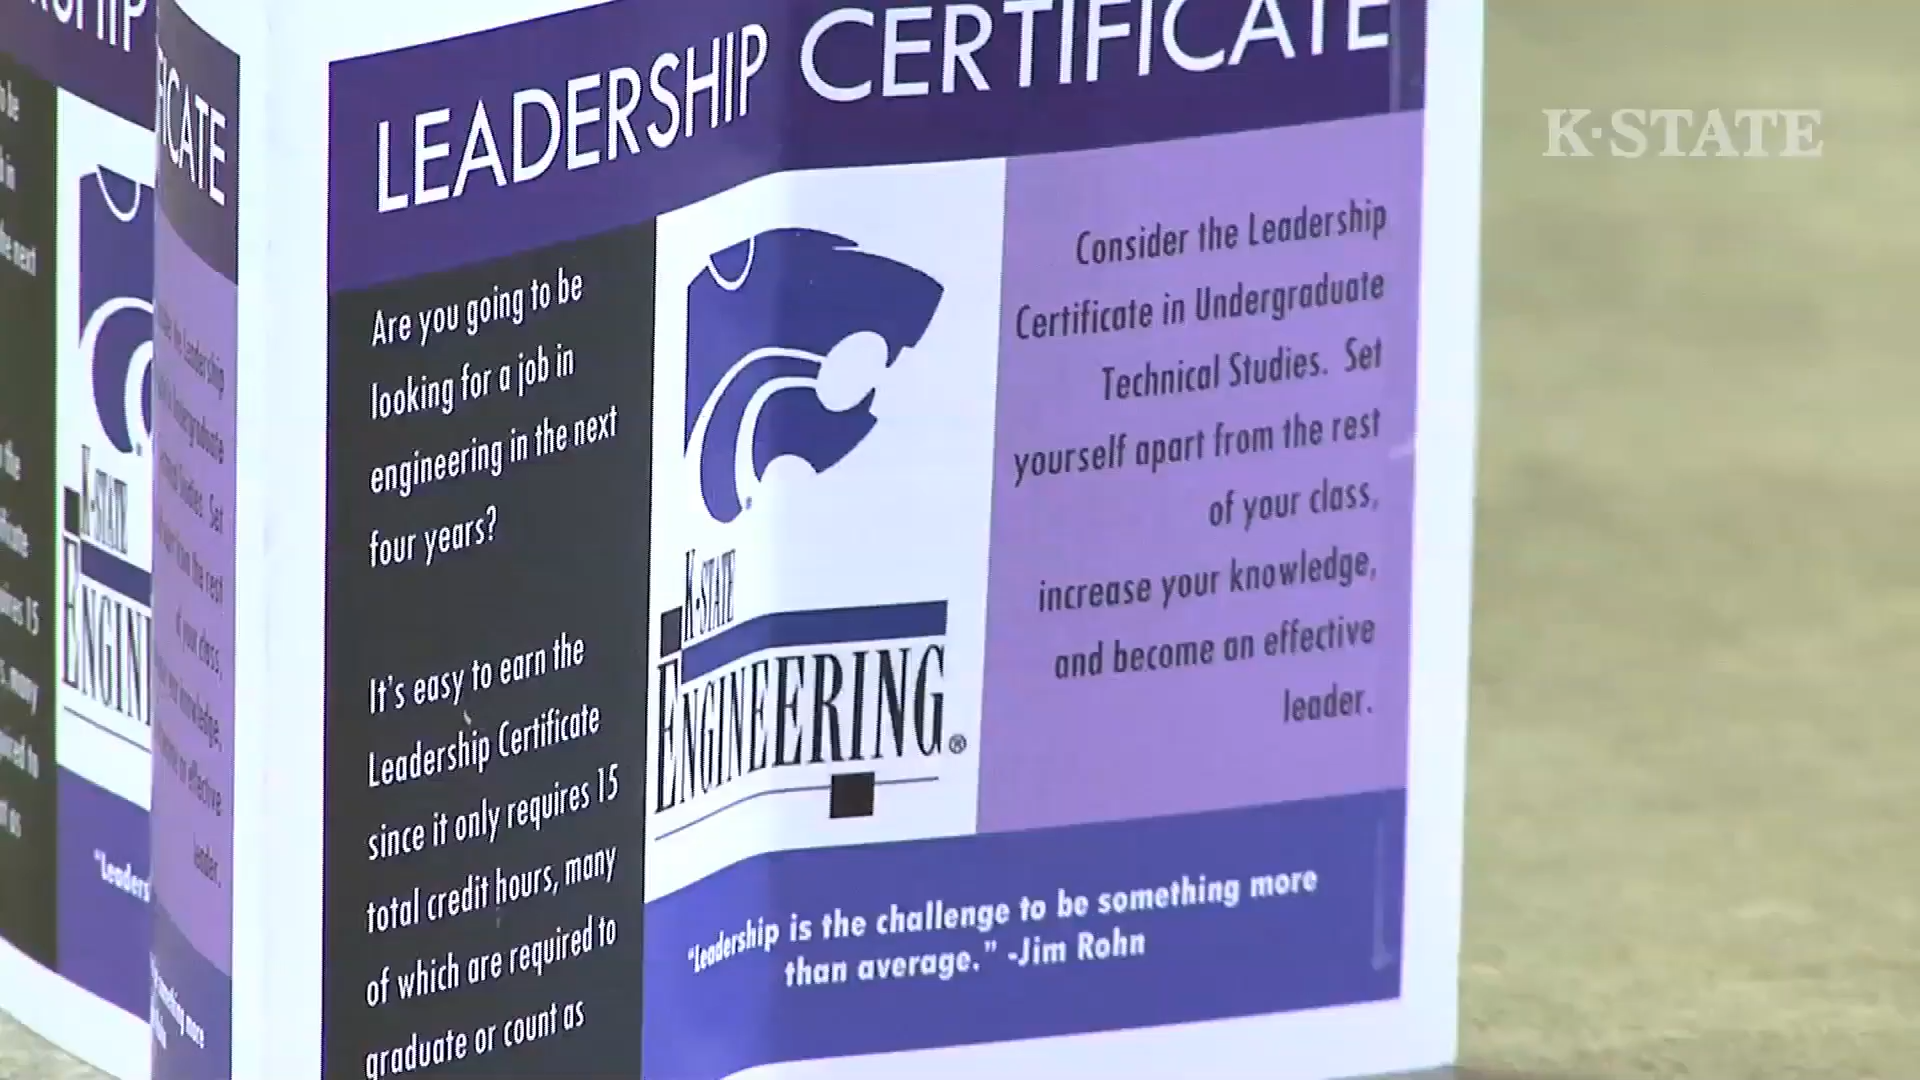 LEADERSHIP CERTIFICATE
K·STATE
Are you going to be
looking for a job in
engineering in the next
four years?
It's easy to earn the
Leadership Certificate
since it only requires 15
total credit hours, many
of which are required to
graduate or count as
K·STATE
ENGINEERING®
Consider the Leadership
Certificate in Undergraduate
Technical Studies. Set
yourself apart from the rest
of your class,
increase your knowledge,
and become an effective
leader.
"Leadership is the challenge to be something more
than average." -Jim Rohn